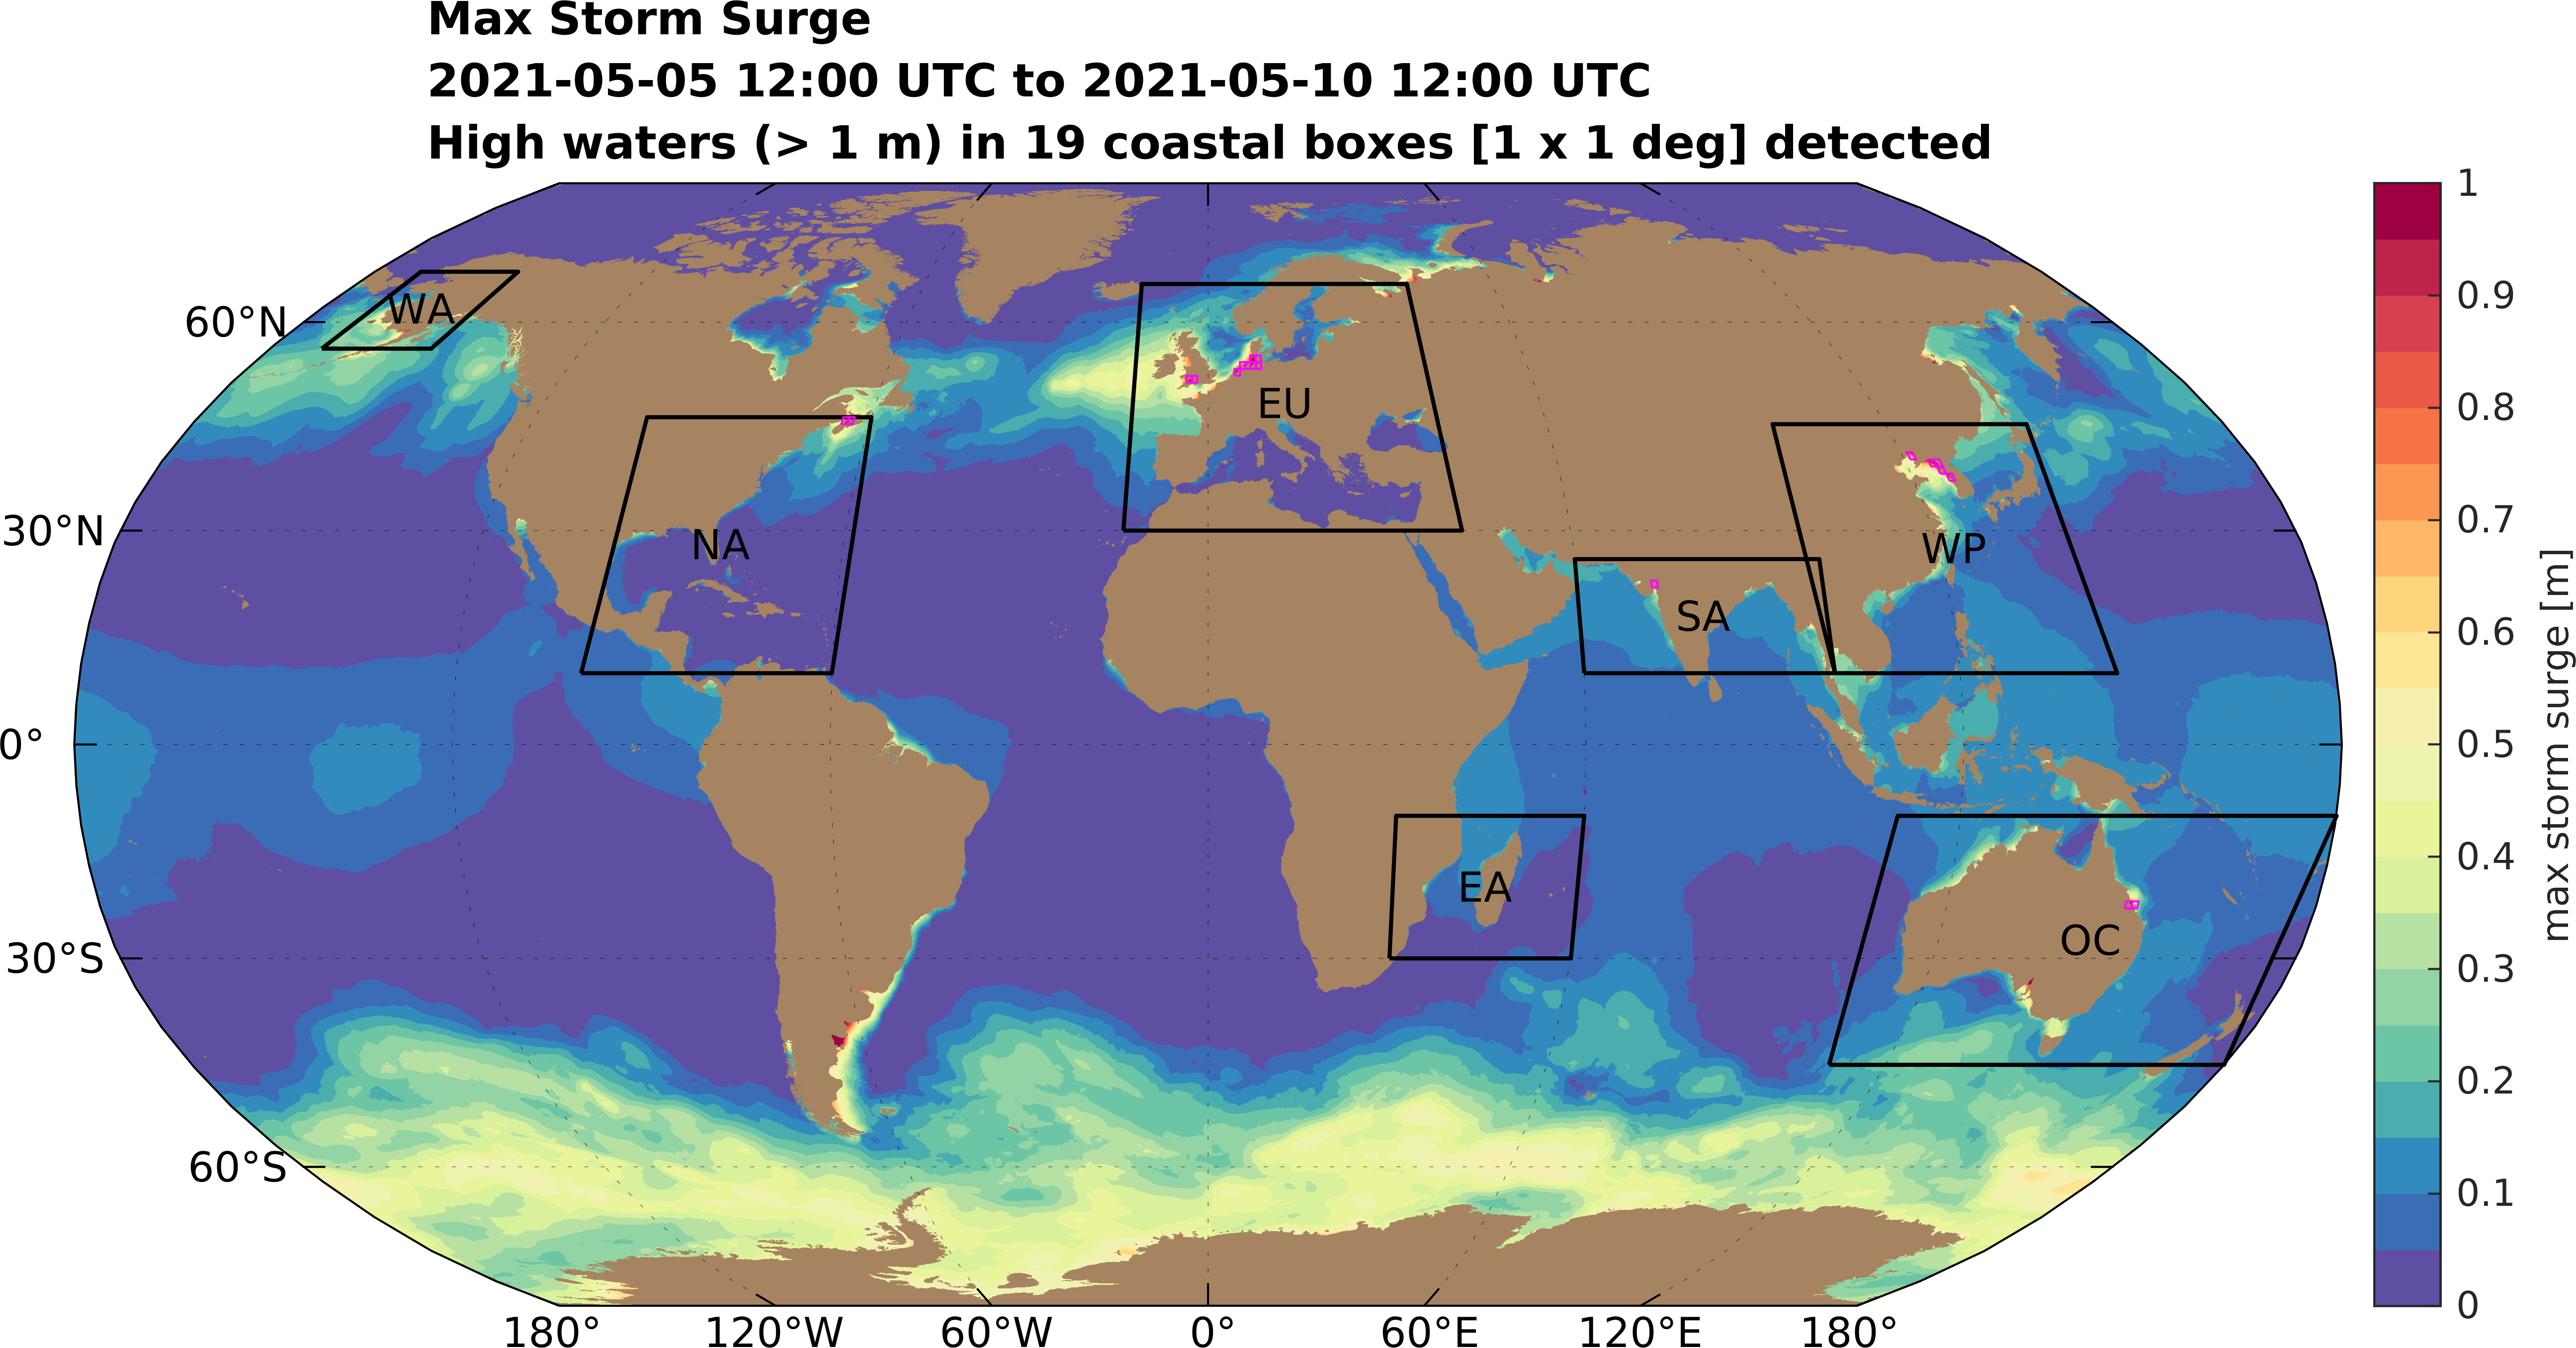 Max Storm Surge
2021-05-05 12:00 UTC to 2021-05-10 12:00 UTC
High waters (> 1 m) in 19 coastal boxes [1 x 1 deg] detected
60°N
30°N
0°
30°S
60°S
WA
NA
EU
SA
WP
EA
OC
180°
120°W
60°W
0°
60°E
120°E
180°
1
0.9
0.8
0.7
0.6
0.5
0.4
0.3
0.2
0.1
0
max storm surge [m]